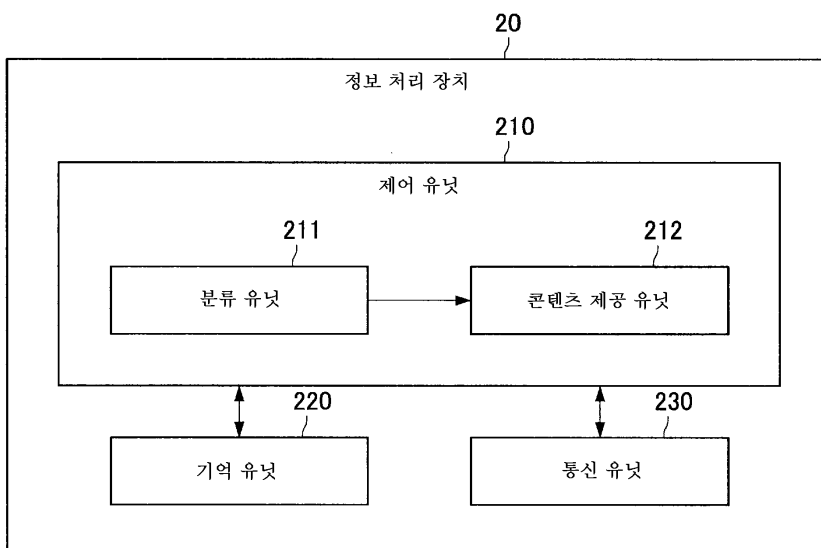 20
정보 처리 장치
210
제어 유닛
211
212
분류 유닛
콘텐츠 제공 유닛
220
230
기억 유닛
통신 유닛